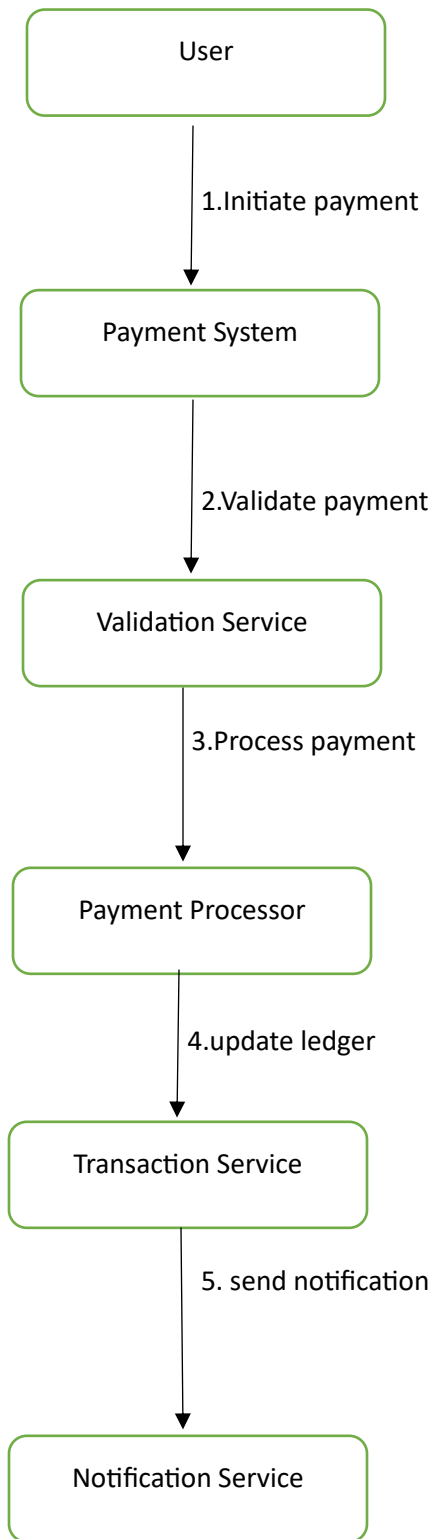 User
1.Initiate payment
Payment System
2.Validate payment
Validation Service
3.Process payment
Payment Processor
4.update ledger
Transaction Service
5. send notification
Notification Service